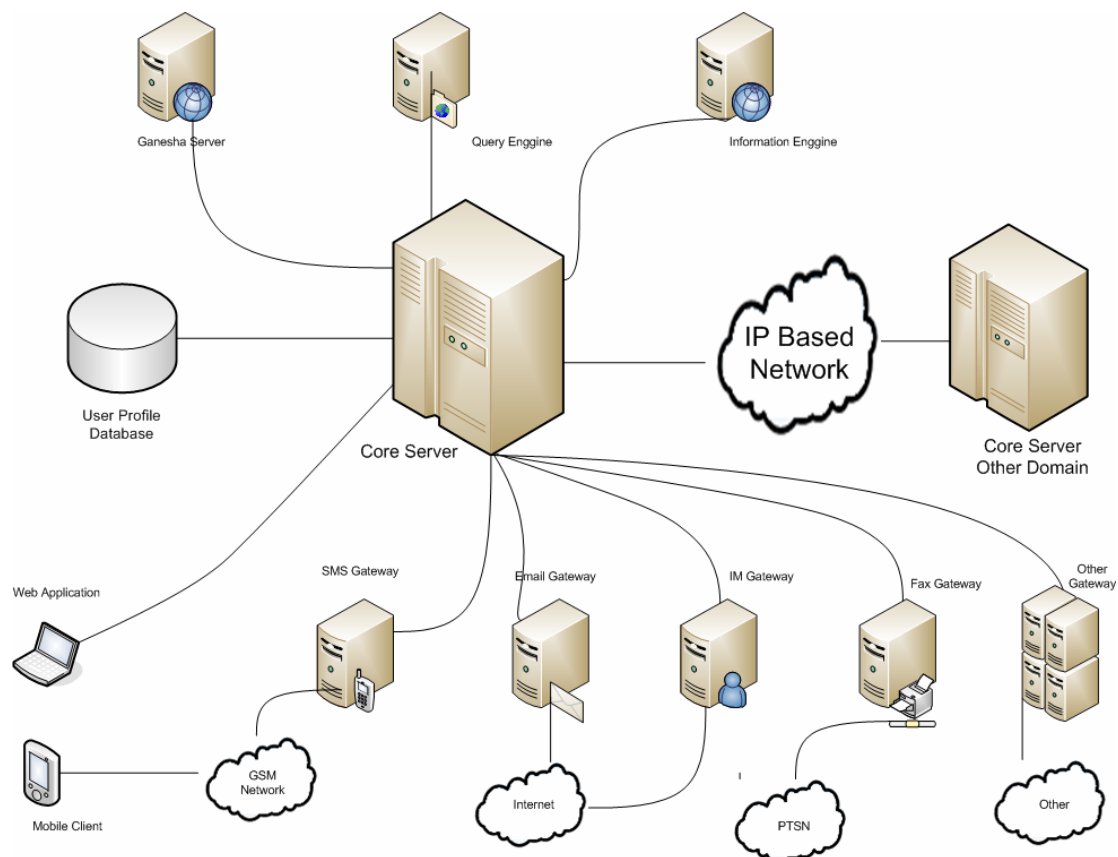 Ganesha Server
Query Enggine
Information Enggine
IP Based
Network
User Profile
Database
Core Server
Core Server
Other Domain
Web Application
SMS Gateway
Email Gateway
IM Gateway
Fax Gateway
Other
Gateway
GSM
Network
Internet
I
PTSN
Other
Mobile Client